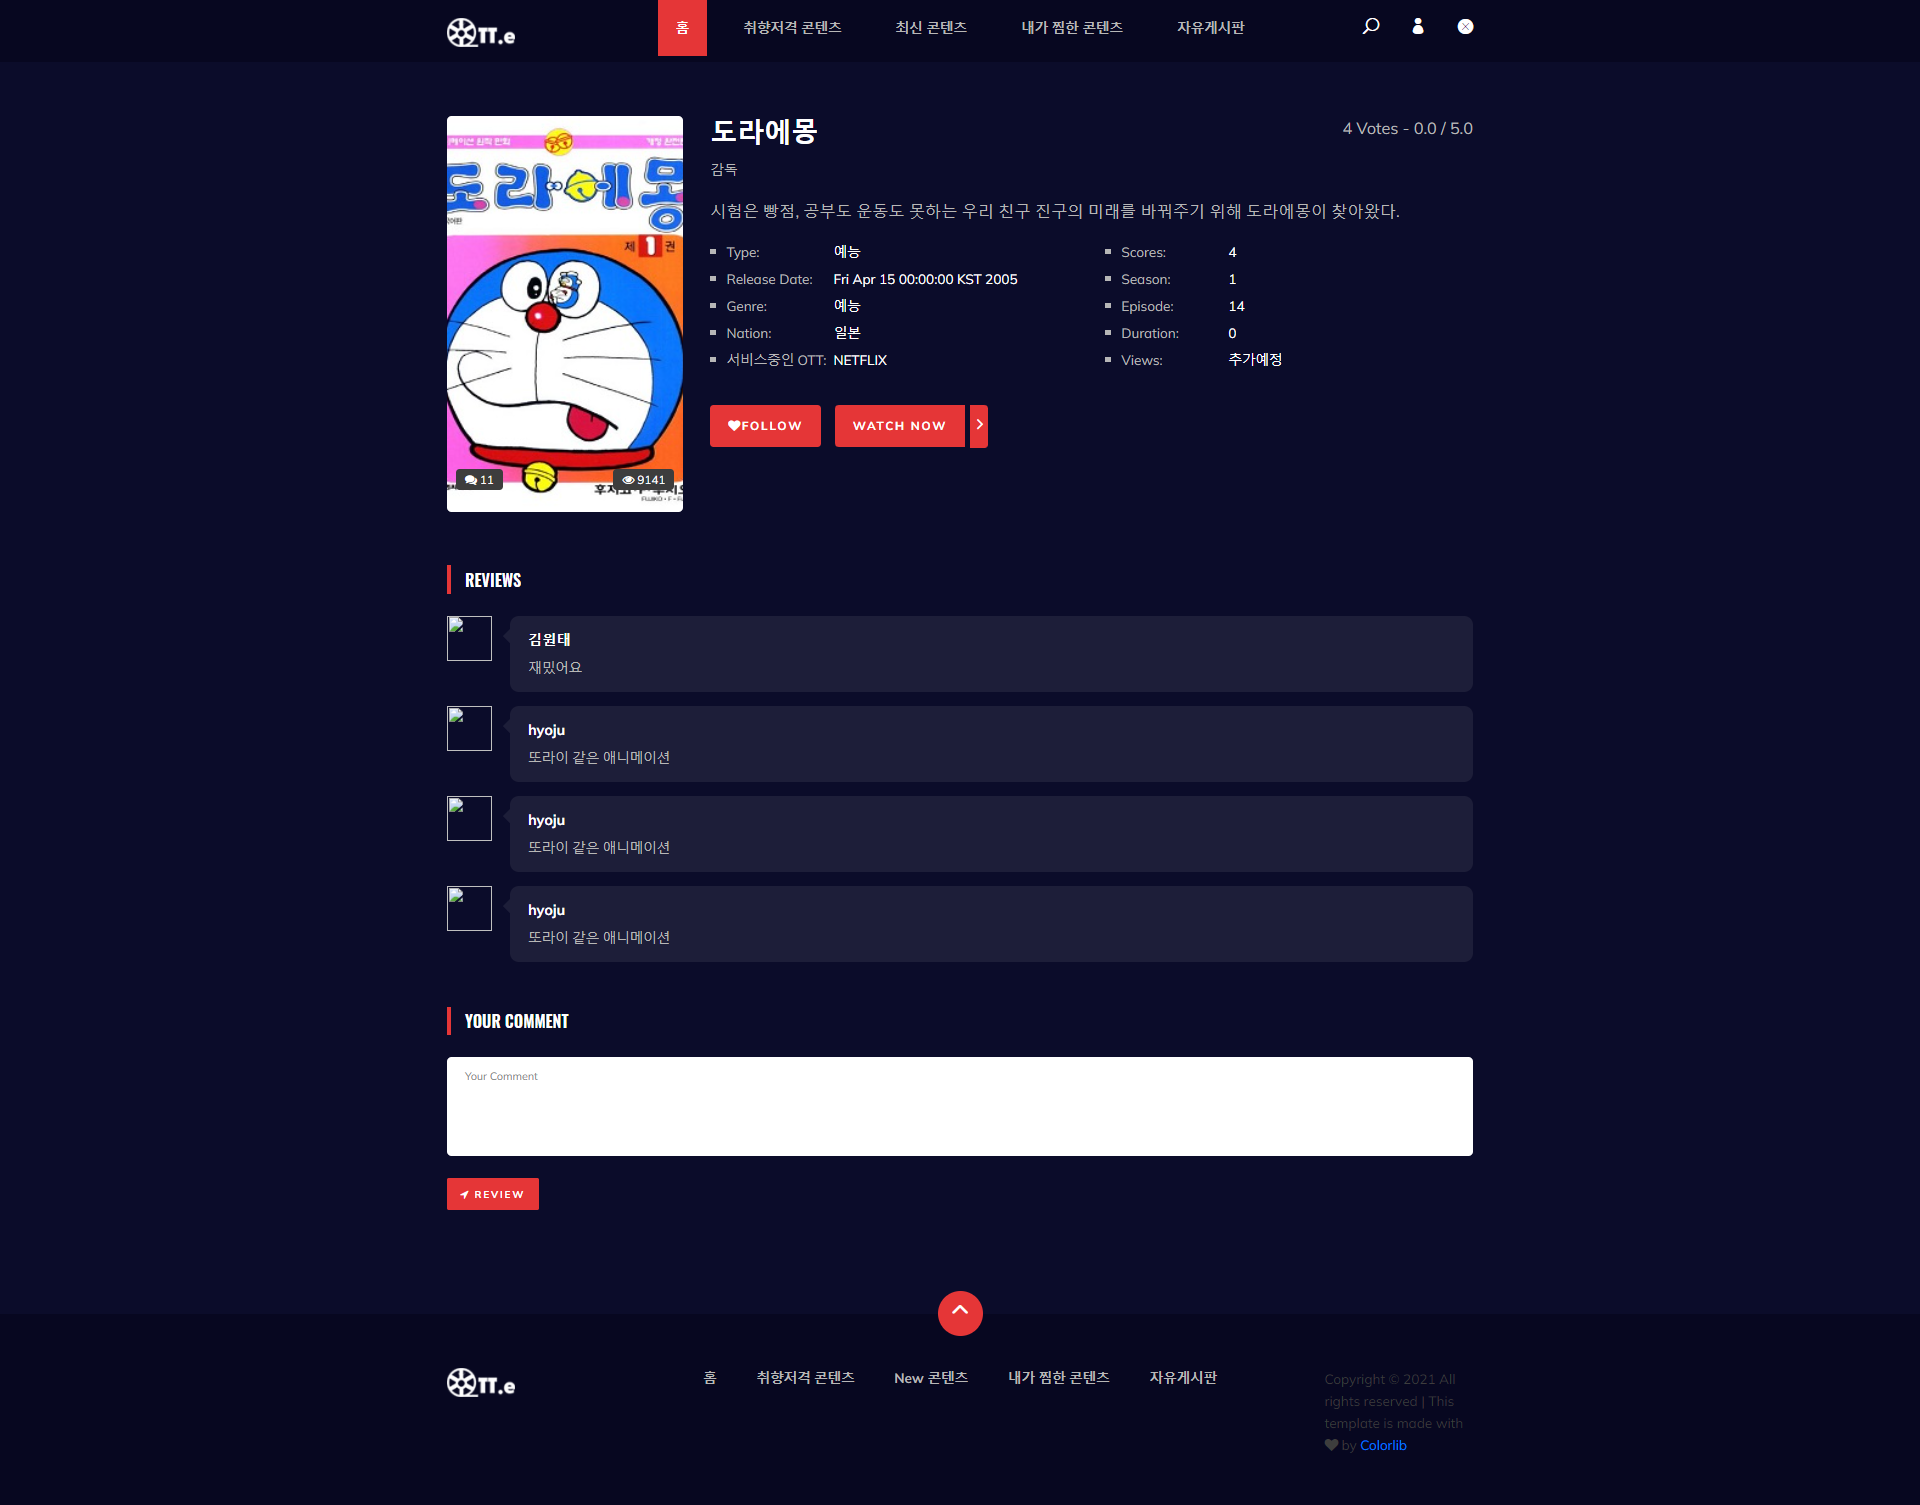 TT.e
홈
취향저격 콘텐츠
최신 콘텐츠
내가 찜한 콘텐츠
자유게시판
도라에몽
제 1 권
11
9141
도라에몽
4 Votes - 0.0 / 5.0
감독
시험은 빵점, 공부도 운동도 못하는 우리 친구 진구의 미래를 바꿔주기 위해 도라에몽이 찾아왔다.
Type: 예능
Release Date: Fri Apr 15 00:00:00 KST 2005
Genre: 예능
Nation: 일본
서비스중인 OTT: NETFLIX
Scores: 4
Season: 1
Episode: 14
Duration: 0
Views: 추가예정
FOLLOW
WATCH NOW
REVIEWS
김원태
재밌어요
hyoju
또라이 같은 애니메이션
hyoju
또라이 같은 애니메이션
hyoju
또라이 같은 애니메이션
YOUR COMMENT
Your Comment
REVIEW
TT.e
홈
취향저격 콘텐츠
New 콘텐츠
내가 찜한 콘텐츠
자유게시판
Copyright © 2021 All
rights reserved | This
template is made with
by Colorlib